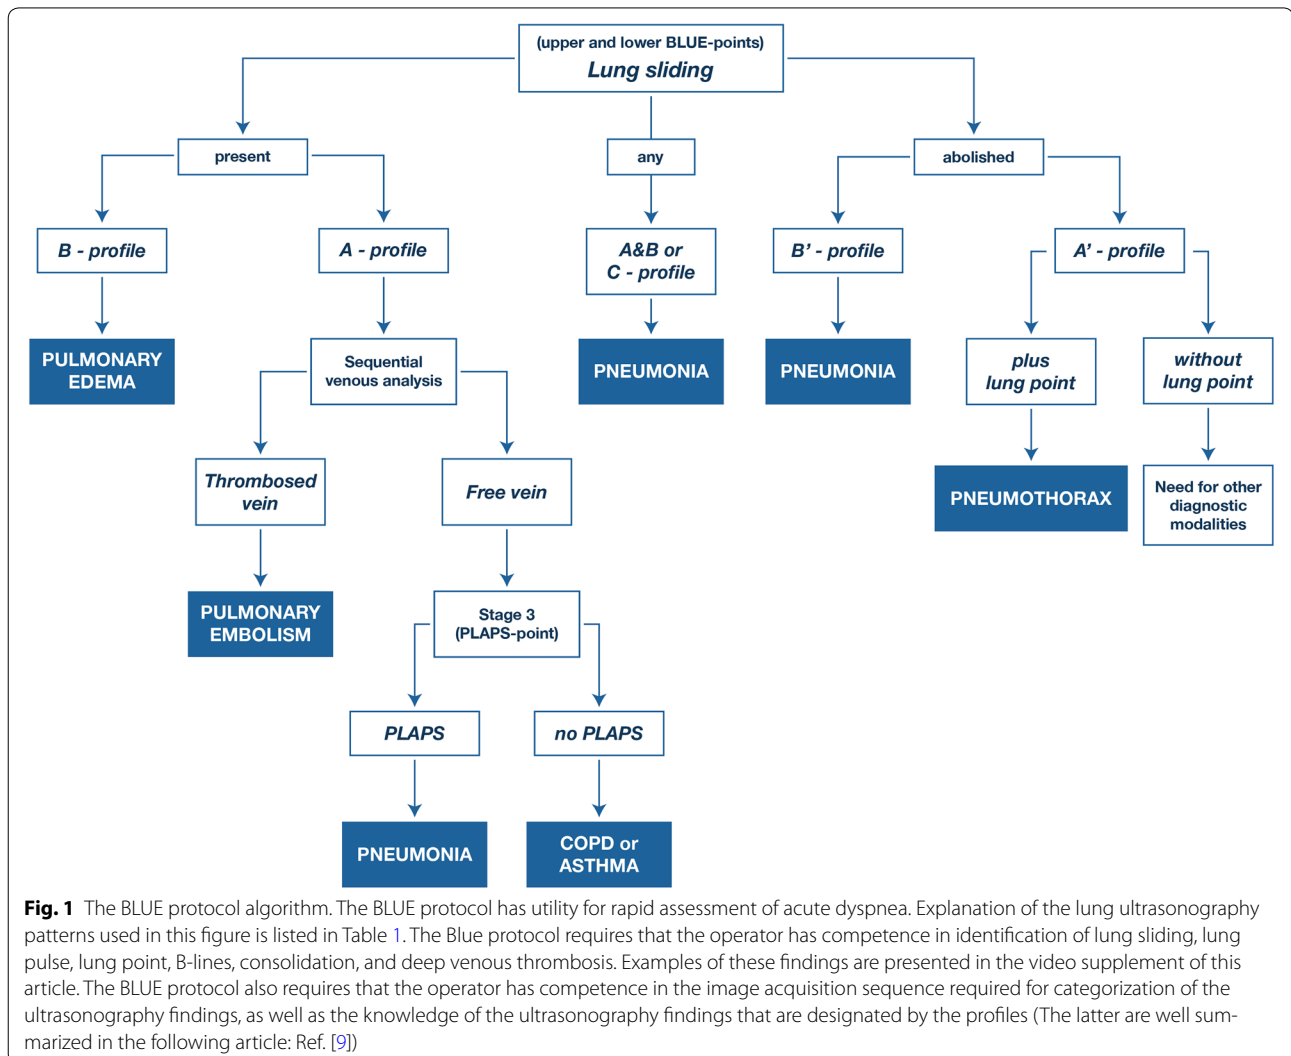 (upper and lower BLUE-points)
Lung sliding
present
any
abolished
B - profile
A - profile
A&B or
C - profile
B’ - profile
A’ - profile
PULMONARY
EDEMA
Sequential
venous analysis
PNEUMONIA
PNEUMONIA
plus
lung point
without
lung point
Thrombosed
vein
Free vein
PNEUMOTHORAX
Need for other
diagnostic
modalities
PULMONARY
EMBOLISM
Stage 3
(PLAPS-point)
PLAPS
no PLAPS
PNEUMONIA
COPD or
ASTHMA
Fig. 1 The BLUE protocol algorithm. The BLUE protocol has utility for rapid assessment of acute dyspnea. Explanation of the lung ultrasonography
patterns used in this figure is listed in Table 1. The Blue protocol requires that the operator has competence in identification of lung sliding, lung
pulse, lung point, B-lines, consolidation, and deep venous thrombosis. Examples of these findings are presented in the video supplement of this
article. The BLUE protocol also requires that the operator has competence in the image acquisition sequence required for categorization of the
ultrasonography findings, as well as the knowledge of the ultrasonography findings that are designated by the profiles (The latter are well sum-
marized in the following article: Ref. [9])